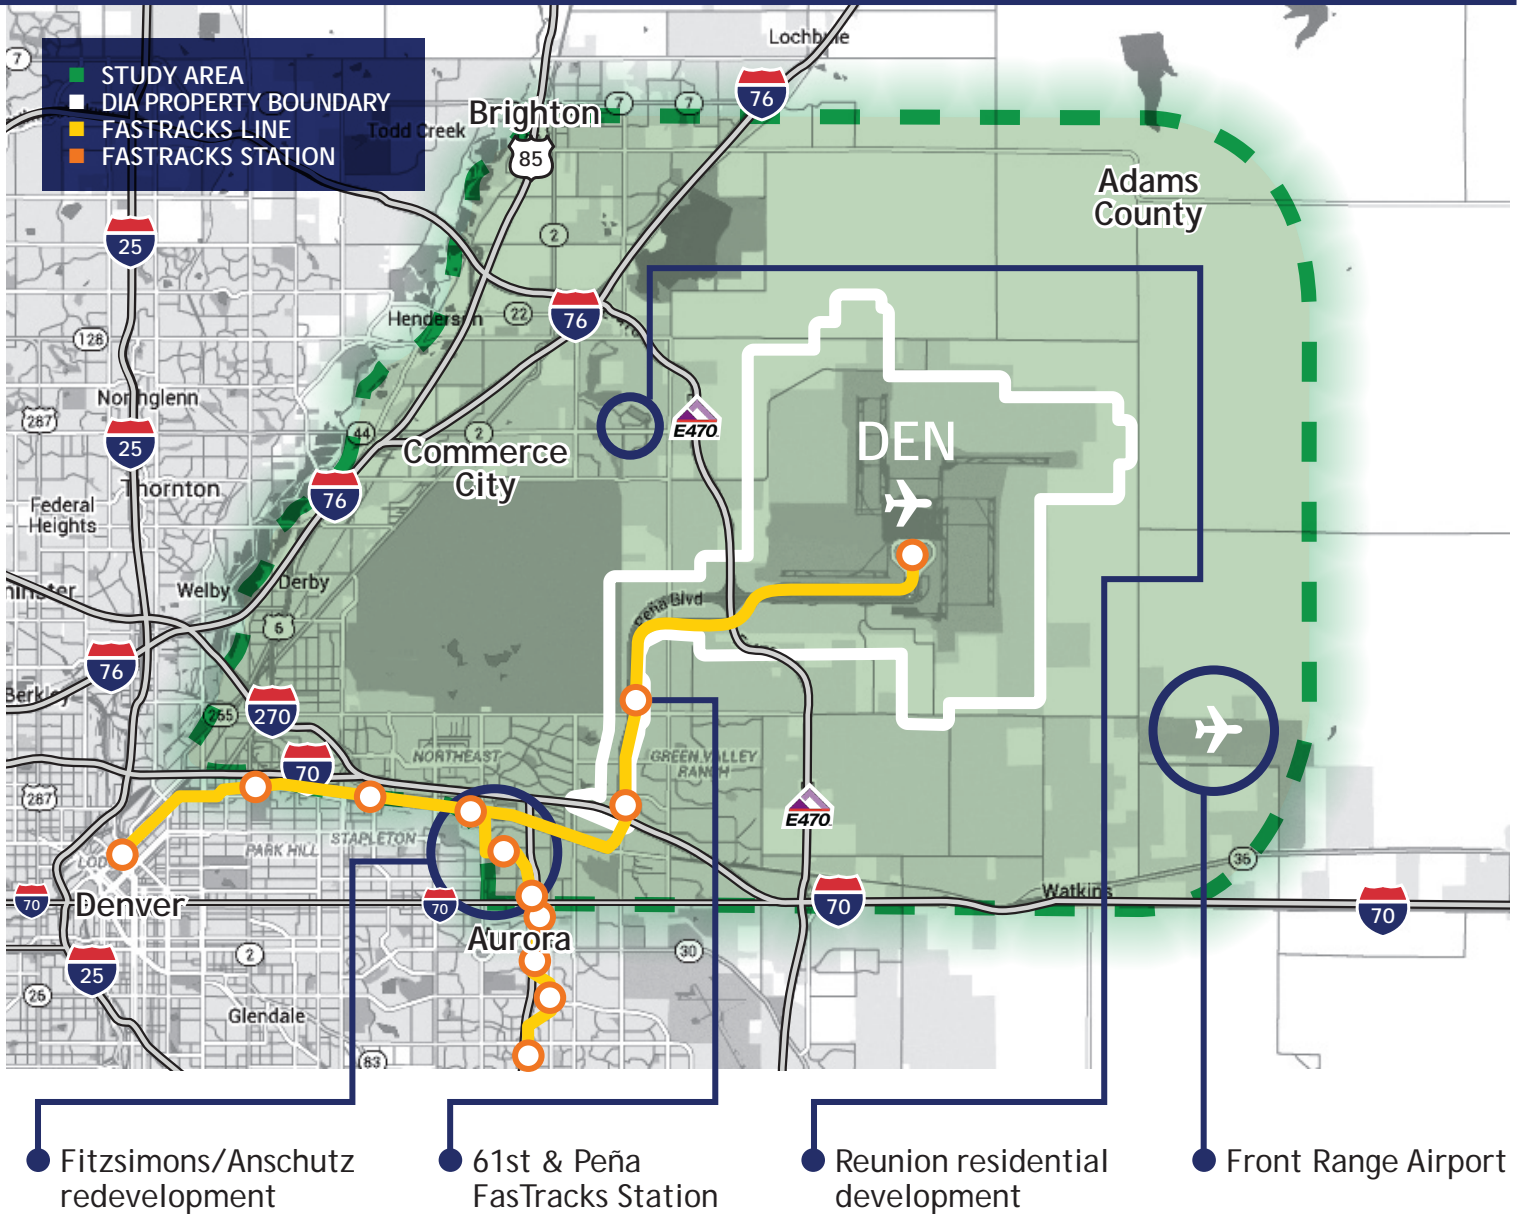 STUDY AREA
DIA PROPERTY BOUNDARY
FASTRACKS LINE
FASTRACKS STATION
Lochbuie
7
Todd Creek
Brighton
7
7
76
85
Adams
County
25
2
Henderson
22
76
128
Northglenn
287
25
44
2
E470
Commerce
City
DEN
Thornton
76
Federal
Heights
Welby
Derby
Peña Blvd
6
76
Berkley
265
270
NORTHEAST
GREEN VALLEY
RANCH
70
287
E470
STAPLETON
PARK HILL
36
Watkins
70
Denver
70
70
70
Aurora
2
30
25
26
Glendale
83
Fitzsimons/Anschutz
redevelopment
61st & Peña
FasTracks Station
Reunion residential
development
Front Range Airport